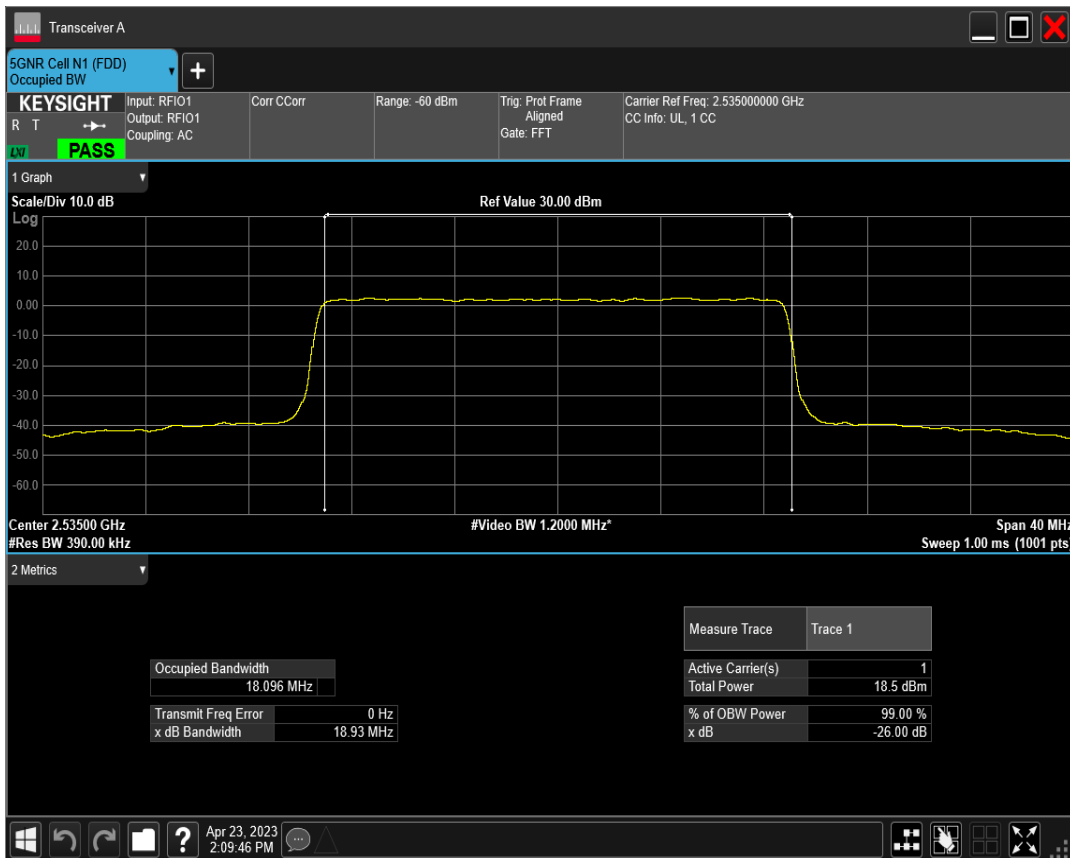 Transceiver A
5GNR Cell N1 (FDD)
Occupied BW
+
KEYSIGHT
R T
LXI
PASS
Input: RFIO1
Output: RFIO1
Coupling: AC
Corr CCorr
Range: -60 dBm
Trig: Prot Frame
Aligned
Gate: FFT
Carrier Ref Freq: 2.535000000 GHz
CC Info: UL, 1 CC
1 Graph
Scale/Div 10.0 dB
Ref Value 30.00 dBm
Log
20.0
10.0
0.00
-10.0
-20.0
-30.0
-40.0
-50.0
-60.0
Center 2.53500 GHz
#Video BW 1.2000 MHz*
Span 40 MHz
#Res BW 390.00 kHz
Sweep 1.00 ms (1001 pts)
2 Metrics
Measure Trace Trace 1
Occupied Bandwidth
18.096 MHz
Active Carrier(s) 1
Total Power 18.5 dBm
Transmit Freq Error 0 Hz
x dB Bandwidth 18.93 MHz
% of OBW Power 99.00 %
x dB -26.00 dB
?
Apr 23, 2023
2:09:46 PM